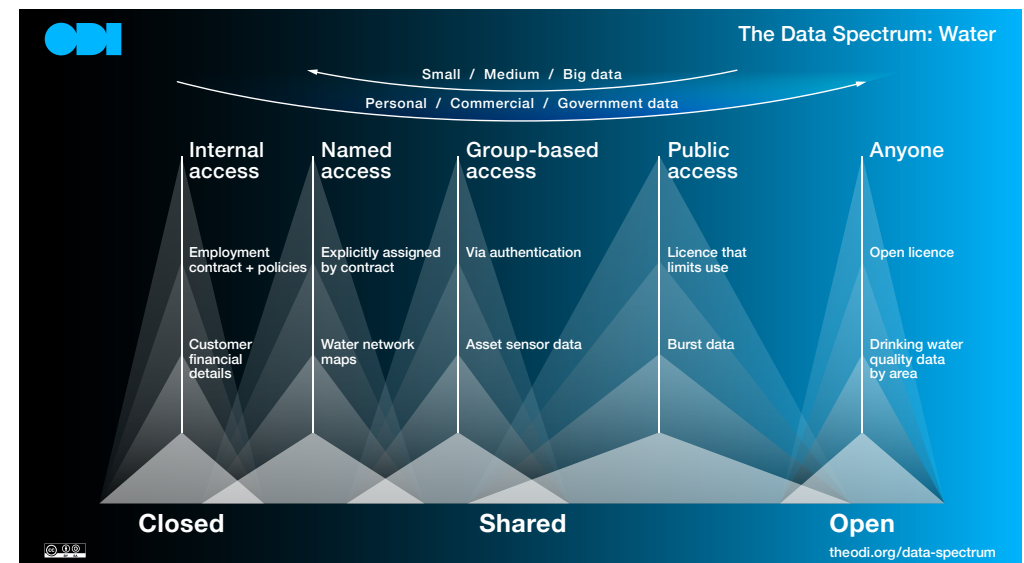 ODI
The Data Spectrum: Water
Small / Medium / Big data
Personal / Commercial / Government data
Internal
access
Named
access
Group-based
access
Public
access
Anyone
Employment
contract + policies
Explicitly assigned
by contract
Via authentication
Licence that
limits use
Open licence
Customer
financial
details
Water network
maps
Asset sensor data
Burst data
Drinking water
quality data
by area
Closed
Shared
Open
cc
theodi.org/data-spectrum